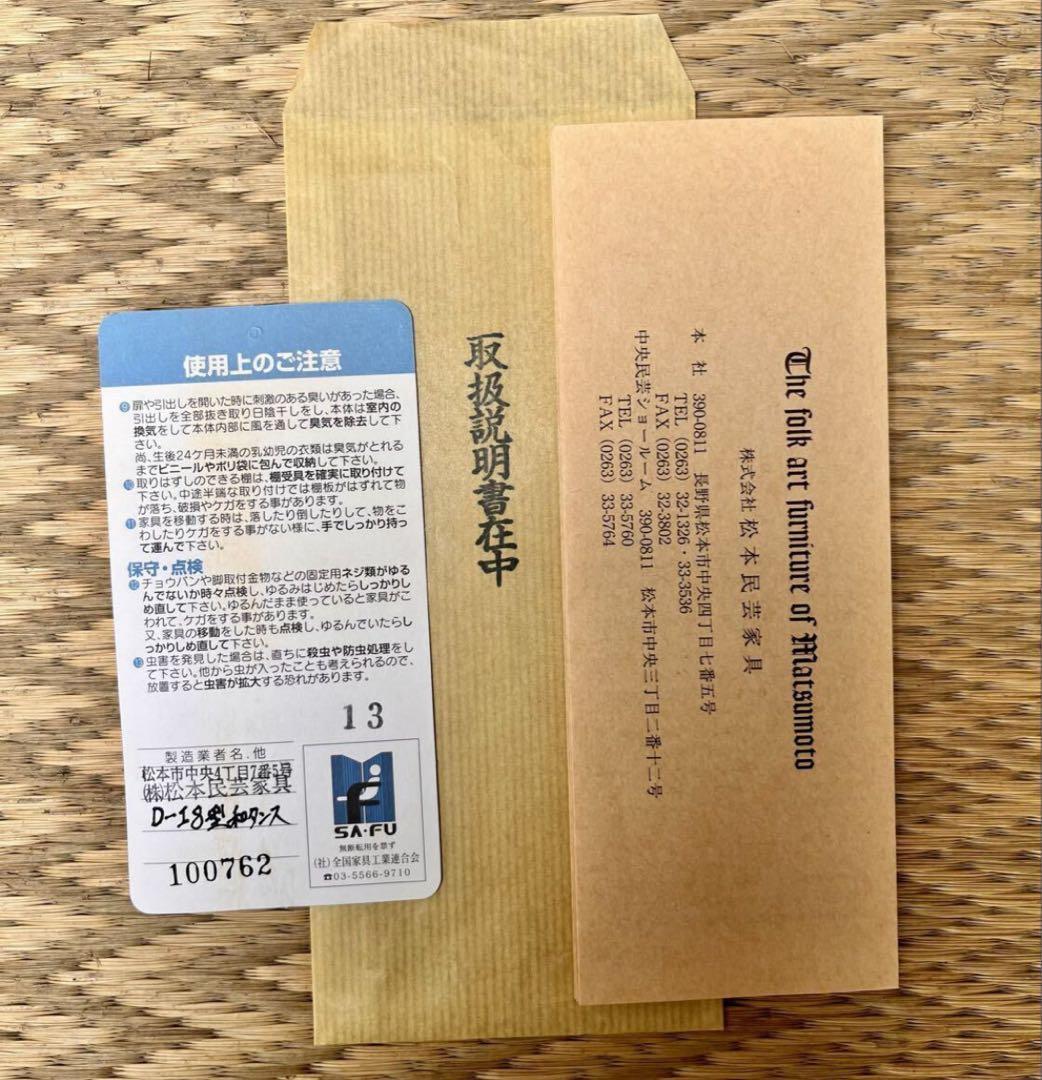 使用上のご注意
⑨扉や引出しを開いた時に刺激のある臭いがあった場合、
引出しを全部抜き取り日陰干しをし、本体は室内の
換気をして本体内部に風を通して臭気を除去して下
さい。
尚、生後24ケ月未満の乳幼児の衣類は臭気がとれる
までビニールやポリ袋に包んで収納して下さい。
⑩取りはずしのできる棚は、棚受具を確実に取り付けて
下さい。中途半端な取り付けでは棚板がはずれて物
が落ち、破損やケガをする事があります。
⑪家具を移動する時は、落したり倒したりして、物をこ
わしたりケガをする事がない様に、手でしっかり持っ
て運んで下さい。
保守・点検
⑫チョウバンや脚取付金物などの固定用ネジ類がゆる
んでないか時々点検し、ゆるみはじめたらしっかりし
め直して下さい。ゆるんだまま使っていると家具がこ
われて、ケガをする事があります。
又、家具の移動をした時も点検し、ゆるんでいたらし
っかりしめ直して下さい。
⑬虫害を発見した場合は、直ちに殺虫や防虫処理をし
て下さい。他から虫が入ったことも考えられるので、
放置すると虫害が拡大する恐れがあります。
13
製造業者名.他
松本市中央4丁目7番5号
(株)松本民芸家具
D-18型和タンス
100762
SA・FU
無断転用を禁ず
(社)全国家具工業連合会
☎03-5566-9710
取扱説明書在中
The folk art furniture of Matsumoto
株式会社 松本民芸家具
本 社 390-0811 長野県松本市中央四丁目七番五号
TEL (0263) 32-1326・33-3536
FAX (0263) 32-3802
中央民芸ショールーム 390-0811 松本市中央三丁目二番十二号
TEL (0263) 33-5760
FAX (0263) 33-5764